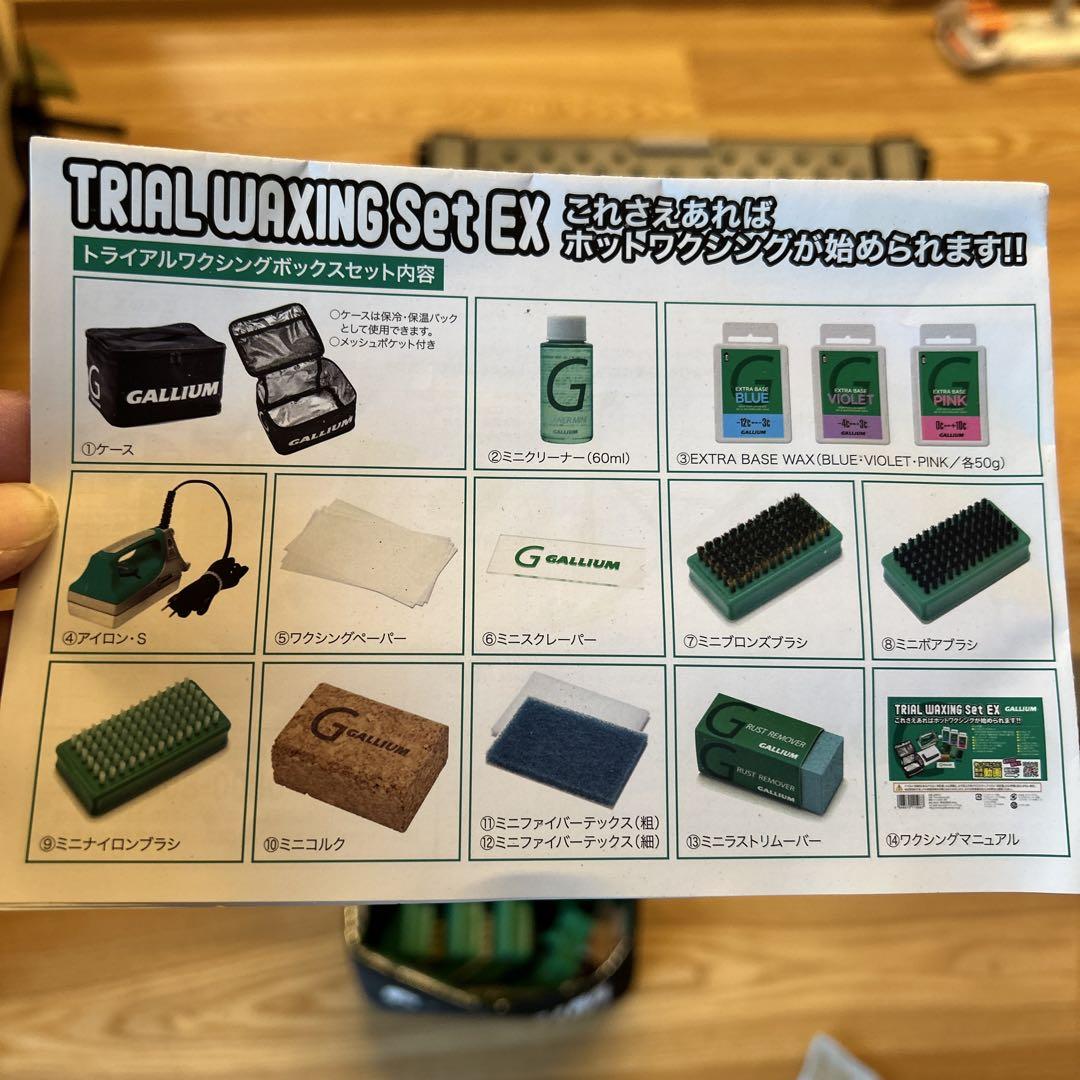 TRIAL WAXING Set EX
これさえあれば
ホットワクシングが始められます!!
トライアルワクシングボックスセット内容
○ケースは保冷・保温パック
として使用できます。
○メッシュポケット付き
G GALLIUM
GALLIUM
①ケース
G
②ミニクリーナー(60ml)
EXTRA BASE
BLUE
-12℃~-3℃
GALLIUM
EXTRA BASE
VIOLET
-4℃~+3℃
GALLIUM
EXTRA BASE
PINK
0℃~+10℃
GALLIUM
③EXTRA BASE WAX(BLUE・VIOLET・PINK/各50g)
④アイロン・S
⑤ワクシングペーパー
G GALLIUM
⑥ミニスクレーパー
⑦ミニブロンズブラシ
⑧ミニボアブラシ
⑨ミニナイロンブラシ
G GALLIUM
⑩ミニコルク
⑪ミニファイバーテックス(粗)
⑫ミニファイバーテックス(細)
G RUST REMOVER
GALLIUM
G RUST REMOVER
GALLIUM
⑬ミニラストリムーバー
TRIAL WAXING Set EX GALLIUM
これさえあればホットワクシングが始められます!!
⑭ワクシングマニュアル